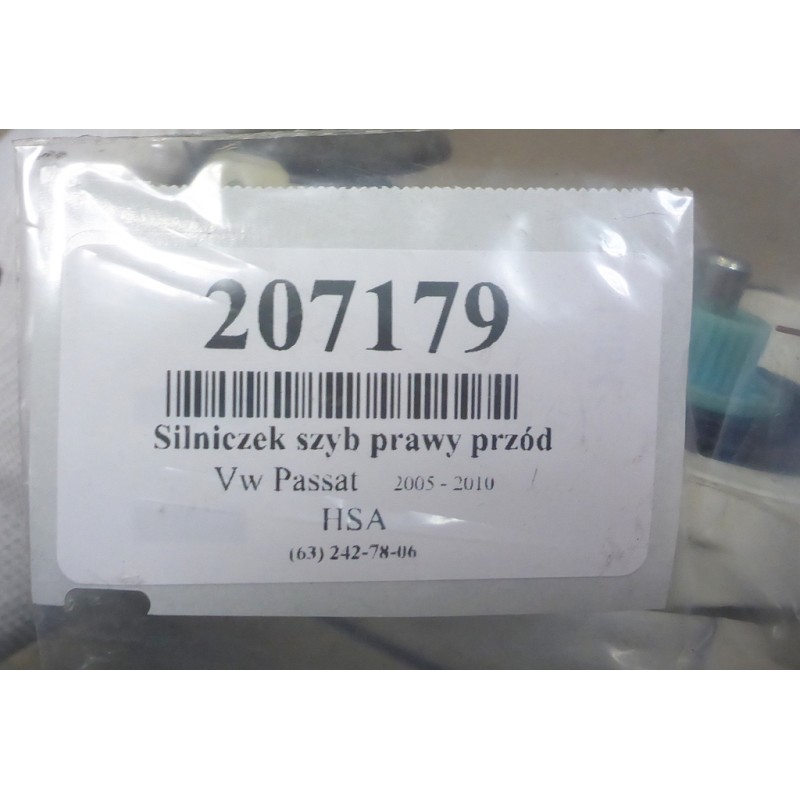 207179
Silniczek szyb prawy przód
Vw Passat 2005 - 2010
HSA
(63) 242-78-06